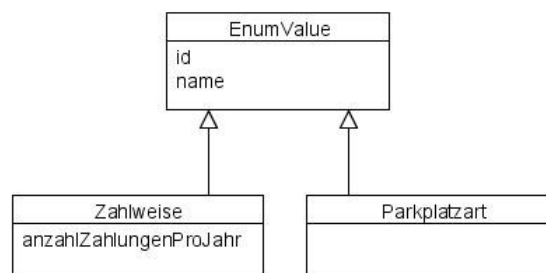 EnumValue
id
name
Zahlweise
anzahlZahlungenProJahr
Parkplatzart